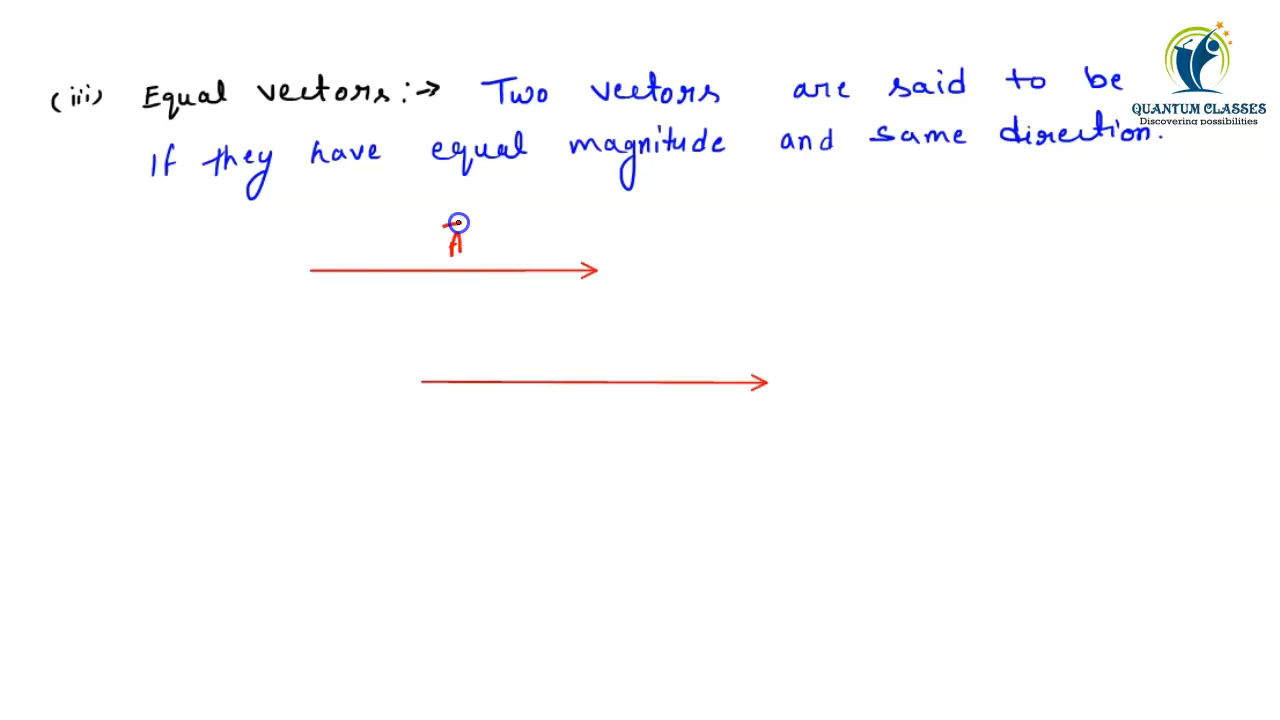 (iii) Equal vectors:→ Two vectors are said to be
If they have equal magnitude and same direction.
A
QUANTUM CLASSES
Discovering possibilities